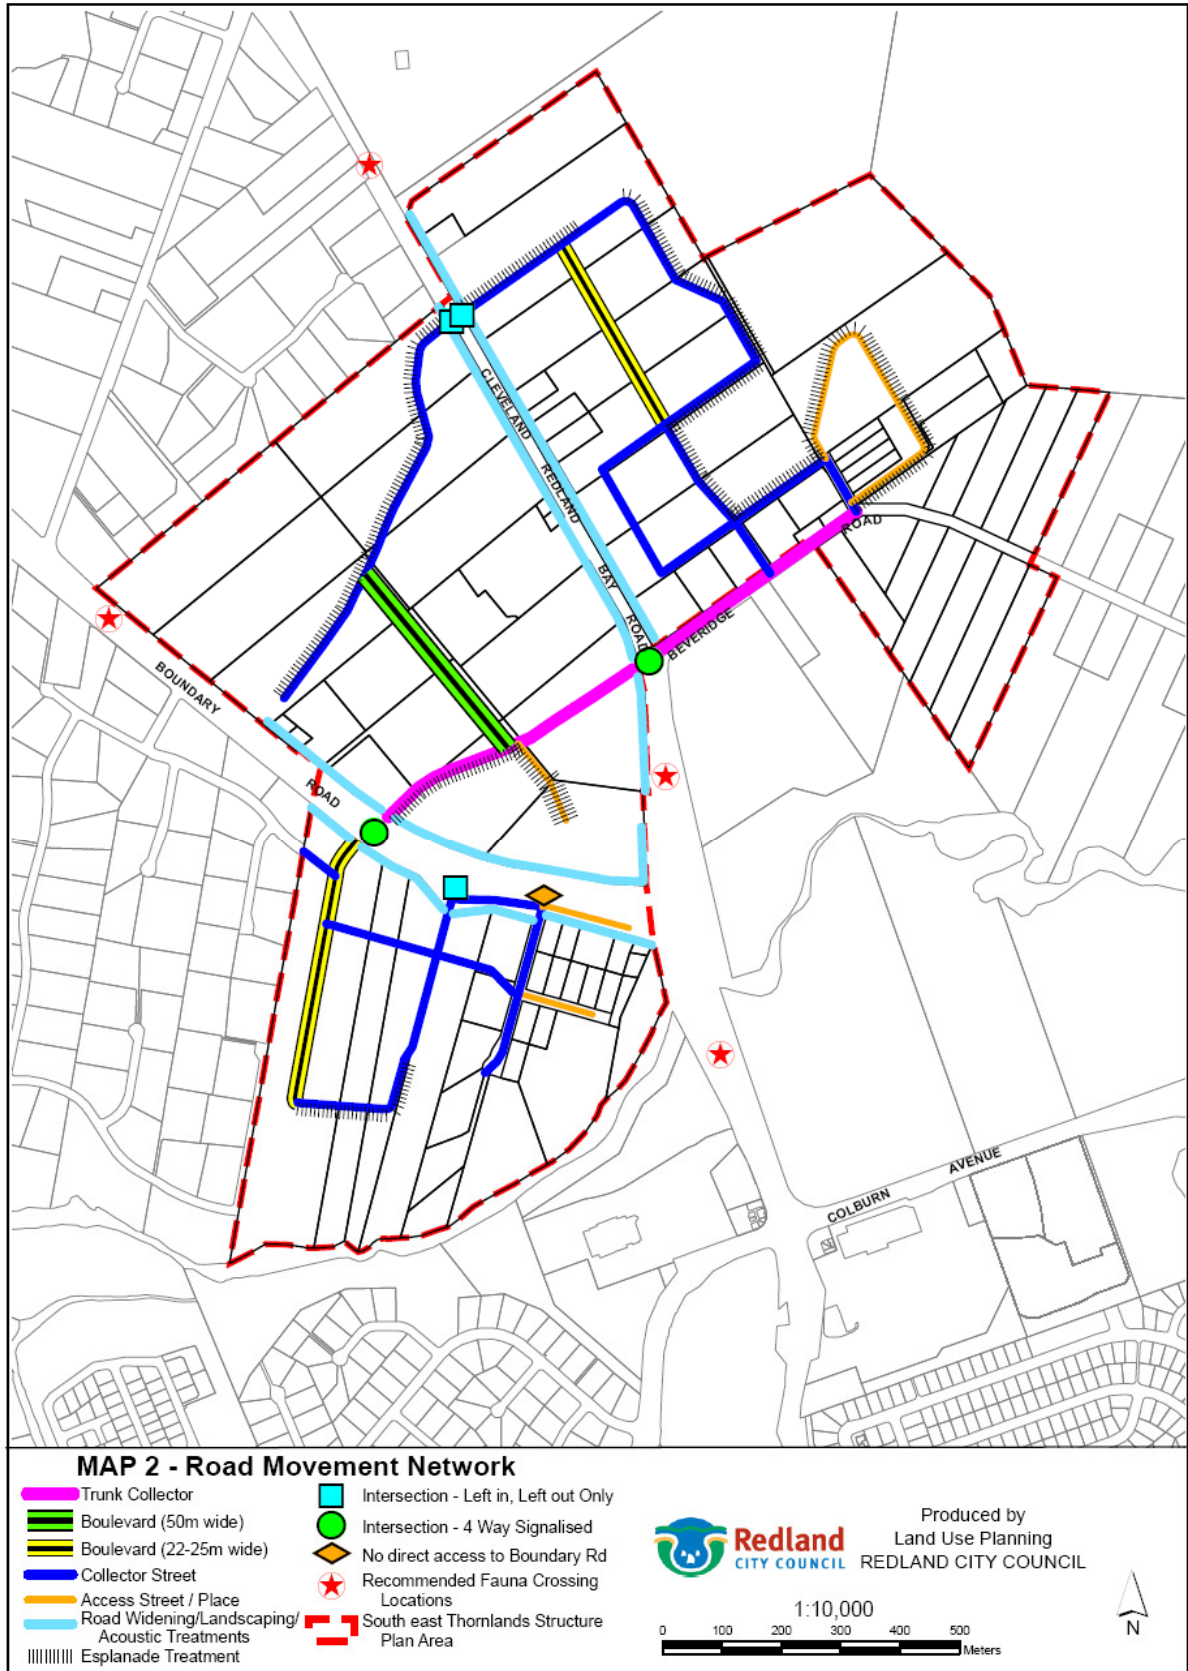 CLEVELAND
REDLAND
BAY
ROAD
BEVERIDGE
ROAD
BOUNDARY
ROAD
COLBURN
AVENUE
MAP 2 - Road Movement Network
Trunk Collector
Boulevard (50m wide)
Boulevard (22-25m wide)
Collector Street
Access Street / Place
Road Widening/Landscaping/
Acoustic Treatments
Esplanade Treatment
Intersection - Left in, Left out Only
Intersection - 4 Way Signalised
No direct access to Boundary Rd
Recommended Fauna Crossing
Locations
South east Thornlands Structure
Plan Area
Redland
CITY COUNCIL
Produced by
Land Use Planning
REDLAND CITY COUNCIL
1:10,000
0 100 200 300 400 500
Meters
N